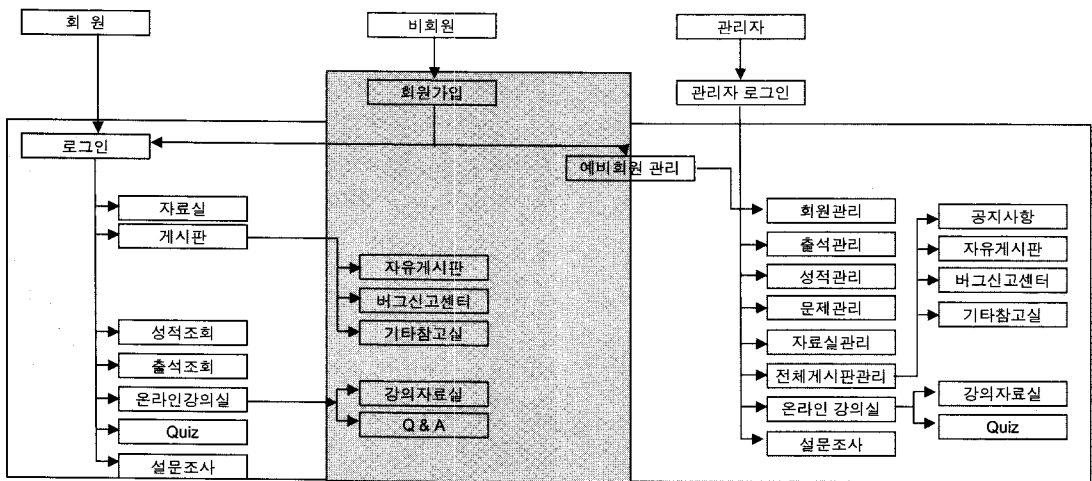 회 원
비회원
관리자
회원가입
관리자 로그인
로그인
예비회원 관리
자료실
게시판
자유게시판
버그신고센터
기타참고실
성적조회
출석조회
온라인강의실
강의자료실
Q & A
Quiz
설문조사
회원관리
출석관리
성적관리
문제관리
자료실관리
전체게시판관리
온라인 강의실
설문조사
공지사항
자유게시판
버그신고센터
기타참고실
강의자료실
Quiz